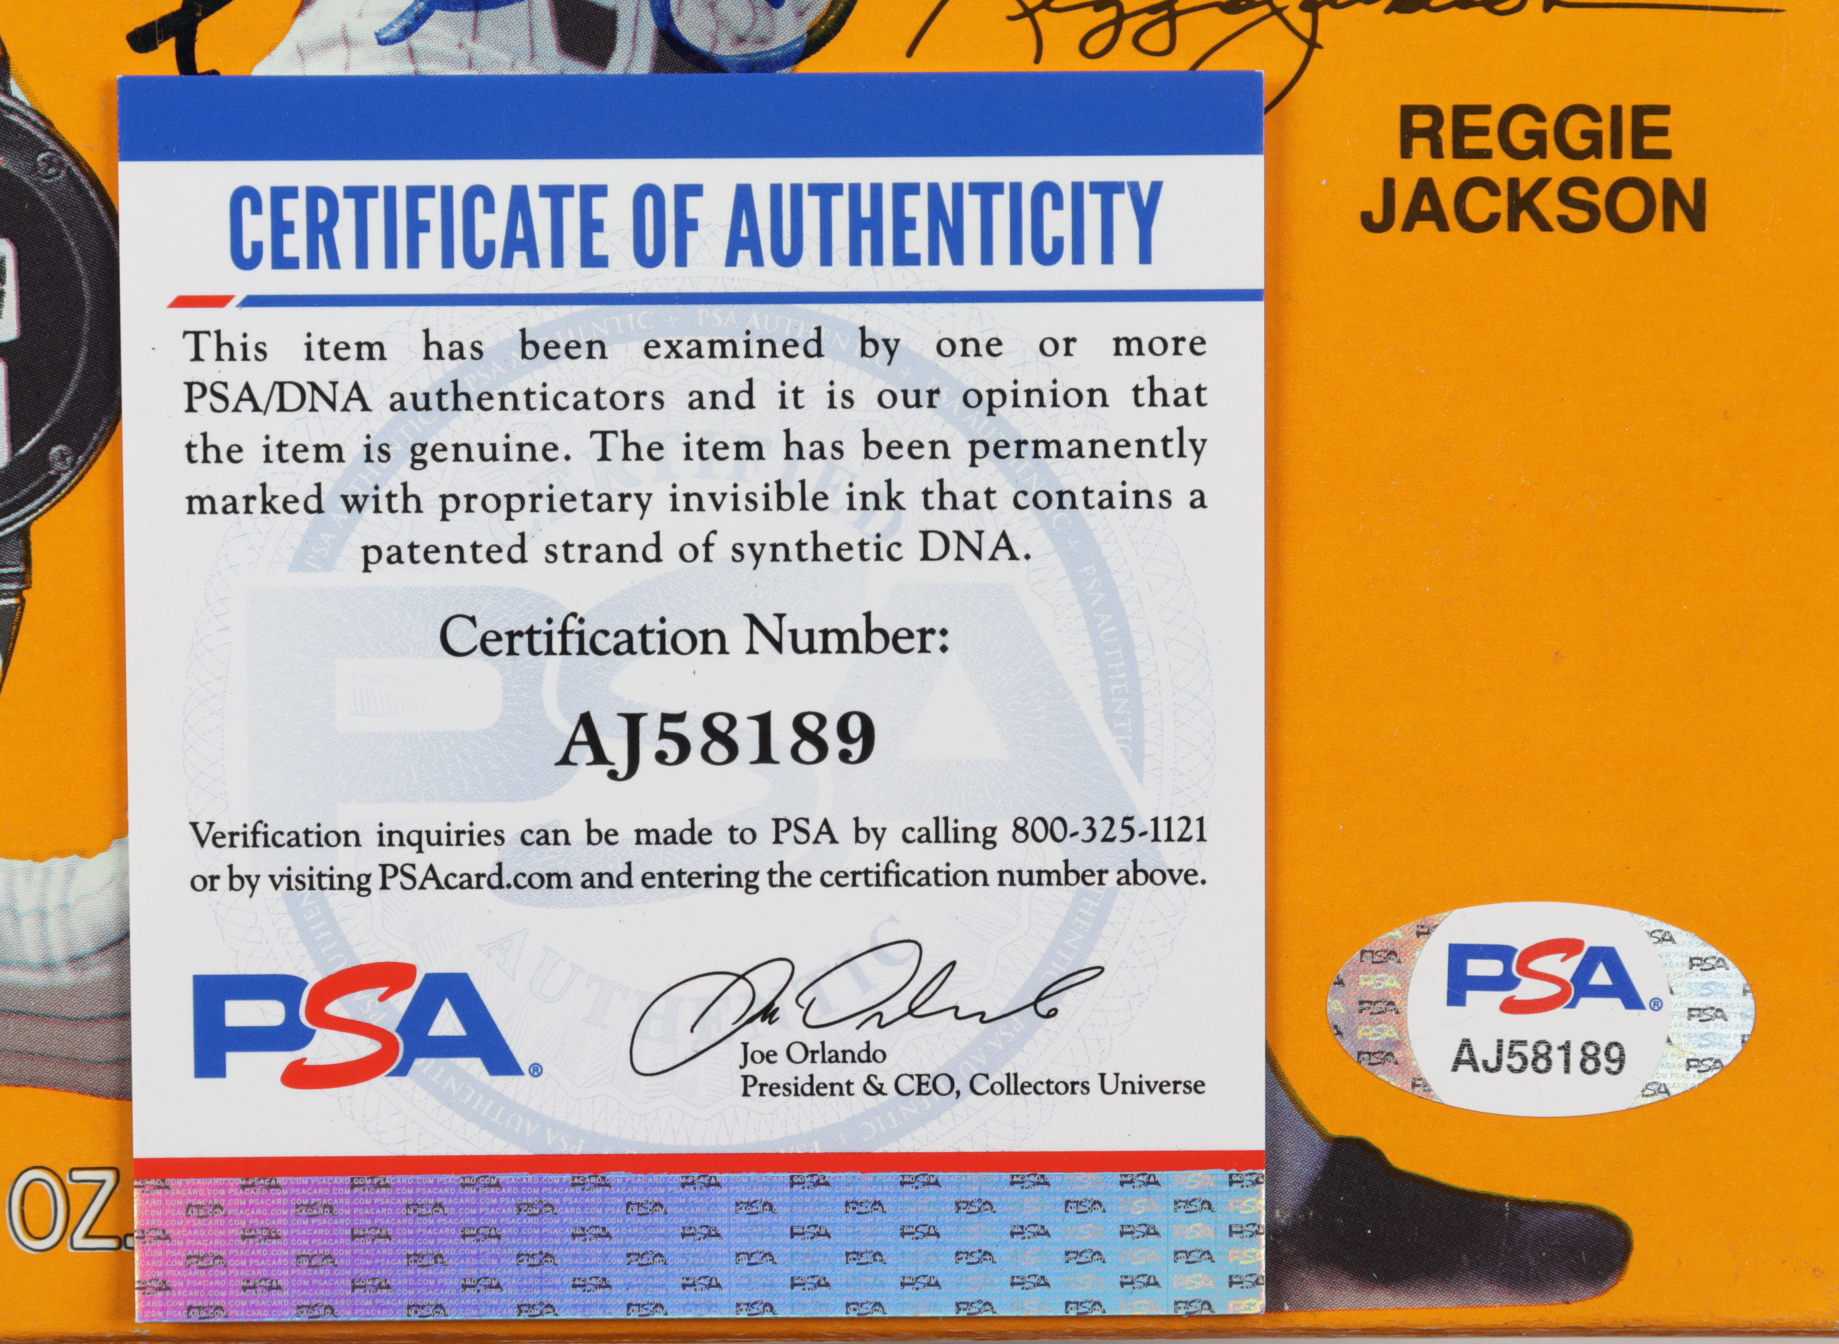 Reggie Jackson
REGGIE
JACKSON
CERTIFICATE OF AUTHENTICITY
This item has been examined by one or more
PSA/DNA authenticators and it is our opinion that
the item is genuine. The item has been permanently
marked with proprietary invisible ink that contains a
patented strand of synthetic DNA.
Certification Number:
AJ58189
Verification inquiries can be made to PSA by calling 800-325-1121
or by visiting PSAcard.com and entering the certification number above.
PSA®
Joe Orlando
President & CEO, Collectors Universe
PSA®
AJ58189
OZ.